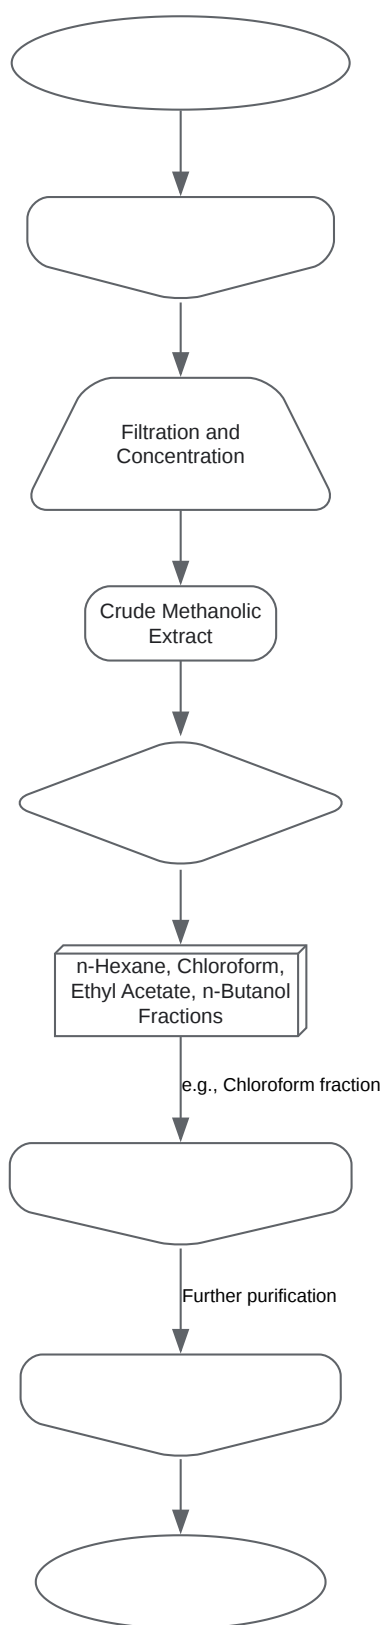 Filtration and
Concentration
Crude Methanolic
Extract
n-Hexane, Chloroform,
Ethyl Acetate, n-Butanol
Fractions
e.g., Chloroform fraction
Further purification